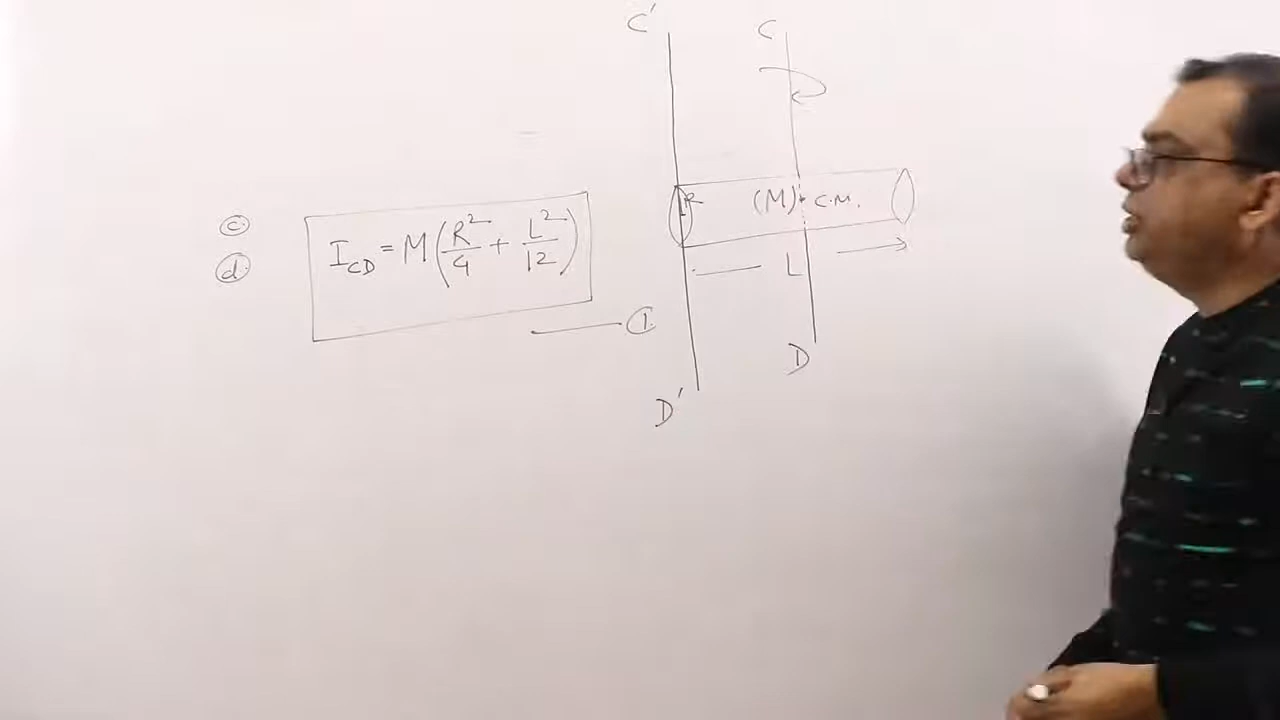 C' C
R (M) C.M.
(c)
(d)
I_CD = M(R²/4 + L²/12)
L
(1)
D
D'